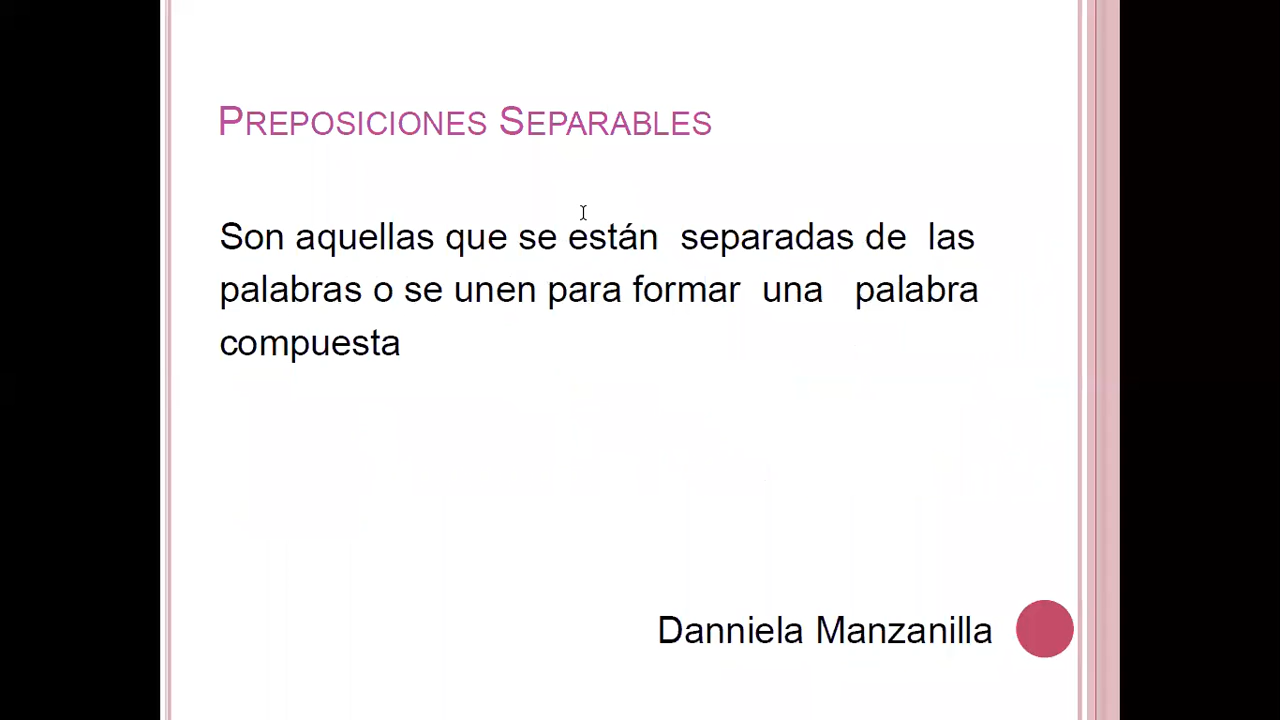 PREPOSICIONES SEPARABLES
Son aquellas que se están separadas de las
palabras o se unen para formar una palabra
compuesta
Danniela Manzanilla